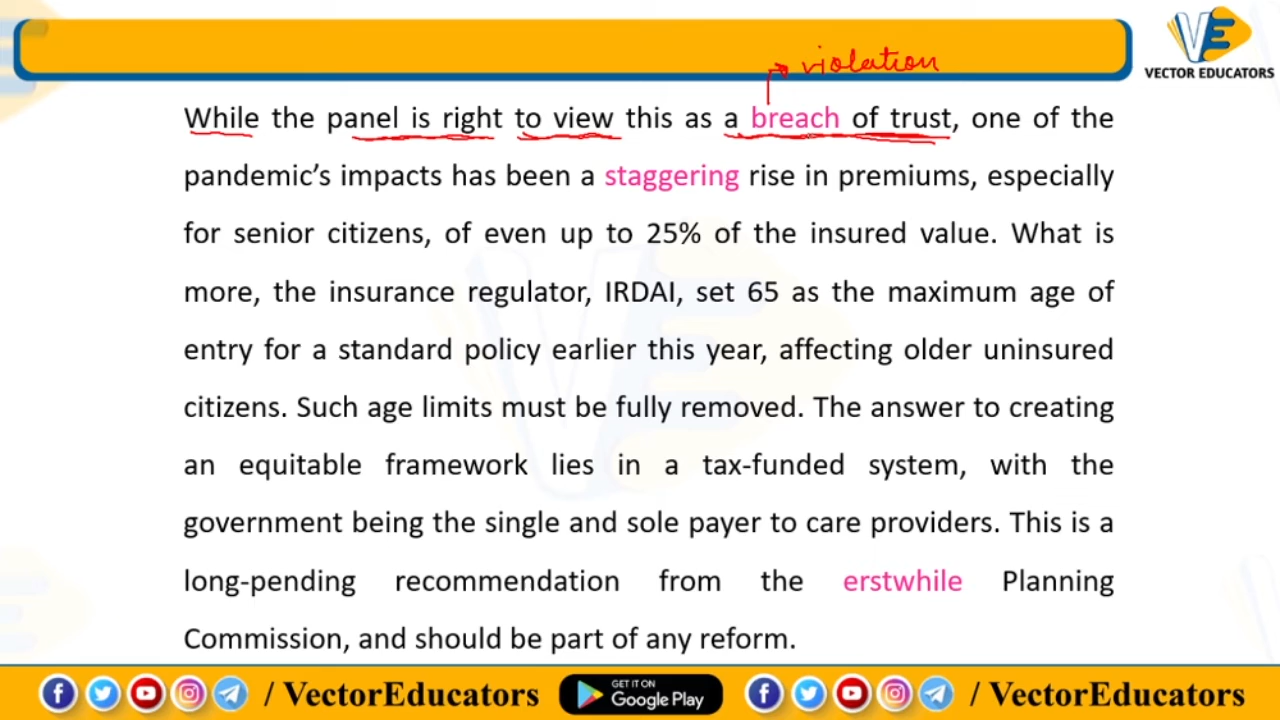 VE
VECTOR EDUCATORS
violation
While the panel is right to view this as a breach of trust, one of the
pandemic’s impacts has been a staggering rise in premiums, especially
for senior citizens, of even up to 25% of the insured value. What is
more, the insurance regulator, IRDAI, set 65 as the maximum age of
entry for a standard policy earlier this year, affecting older uninsured
citizens. Such age limits must be fully removed. The answer to creating
an equitable framework lies in a tax-funded system, with the
government being the single and sole payer to care providers. This is a
long-pending recommendation from the erstwhile Planning
Commission, and should be part of any reform.
/ VectorEducators GET IT ON Google Play / VectorEducators